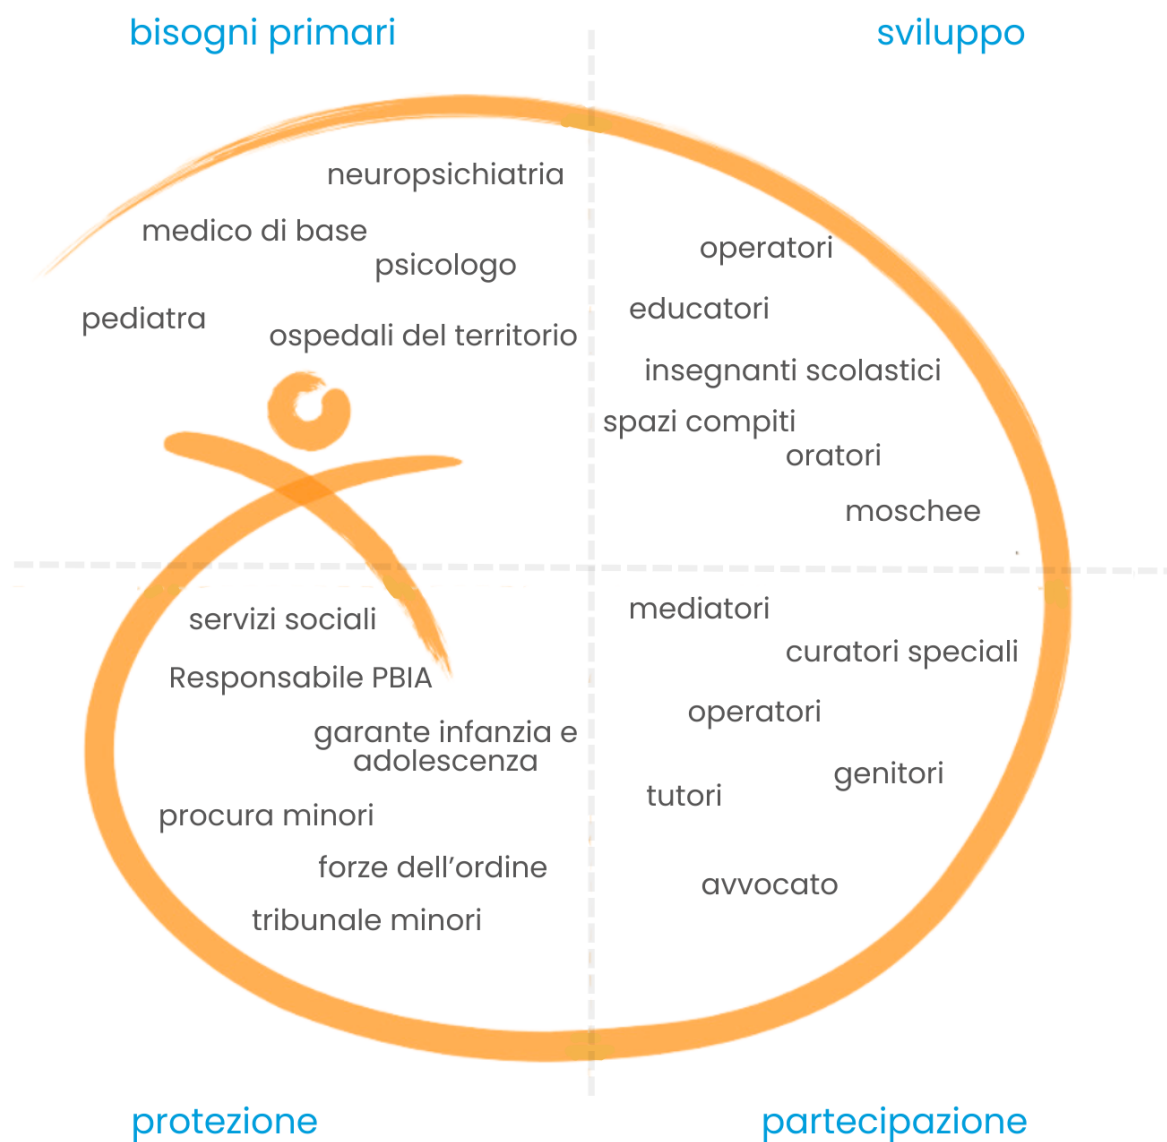 bisogni primari
sviluppo
neuropsichiatria
medico di base
psicologo
pediatra
ospedali del territorio
operatori
educatori
insegnanti scolastici
spazi compiti
oratori
moschee
servizi sociali
Responsabile PBIA
garante infanzia e
adolescenza
procura minori
forze dell’ordine
tribunale minori
mediatori
curatori speciali
operatori
genitori
tutori
avvocato
protezione
partecipazione